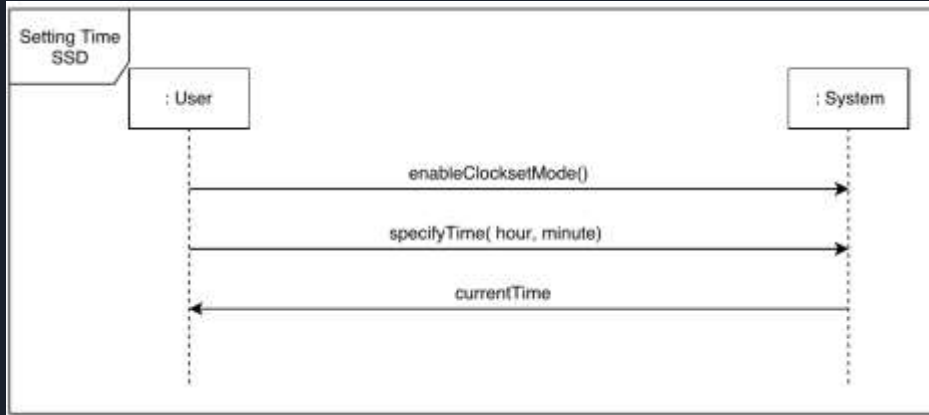 Setting Time
SSD
: User
: System
enableClocksetMode()
specifyTime( hour, minute)
currentTime